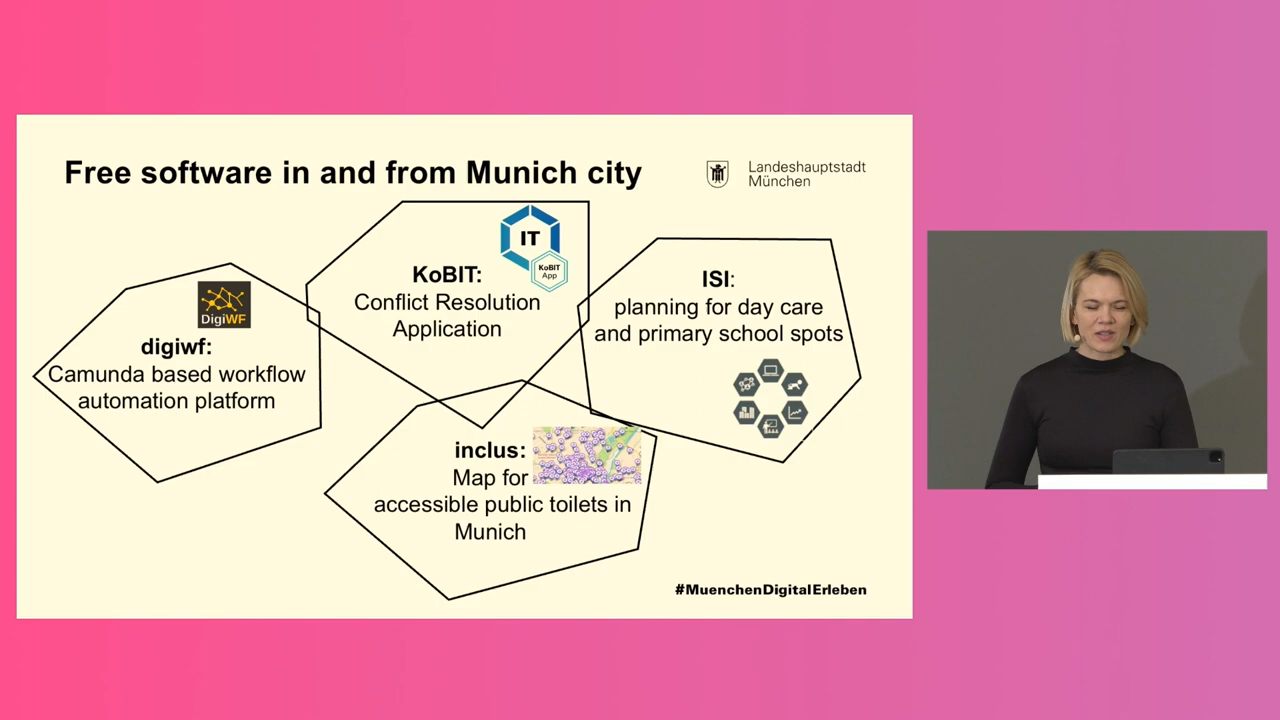 Free software in and from Munich city
Landeshauptstadt
München
IT
KoBIT
App
KoBIT:
Conflict Resolution
Application
ISI:
planning for day care
and primary school spots
DigiWF
digiwf:
Camunda based workflow
automation platform
inclus:
Map for
accessible public toilets in
Munich
#MuenchenDigitalErleben